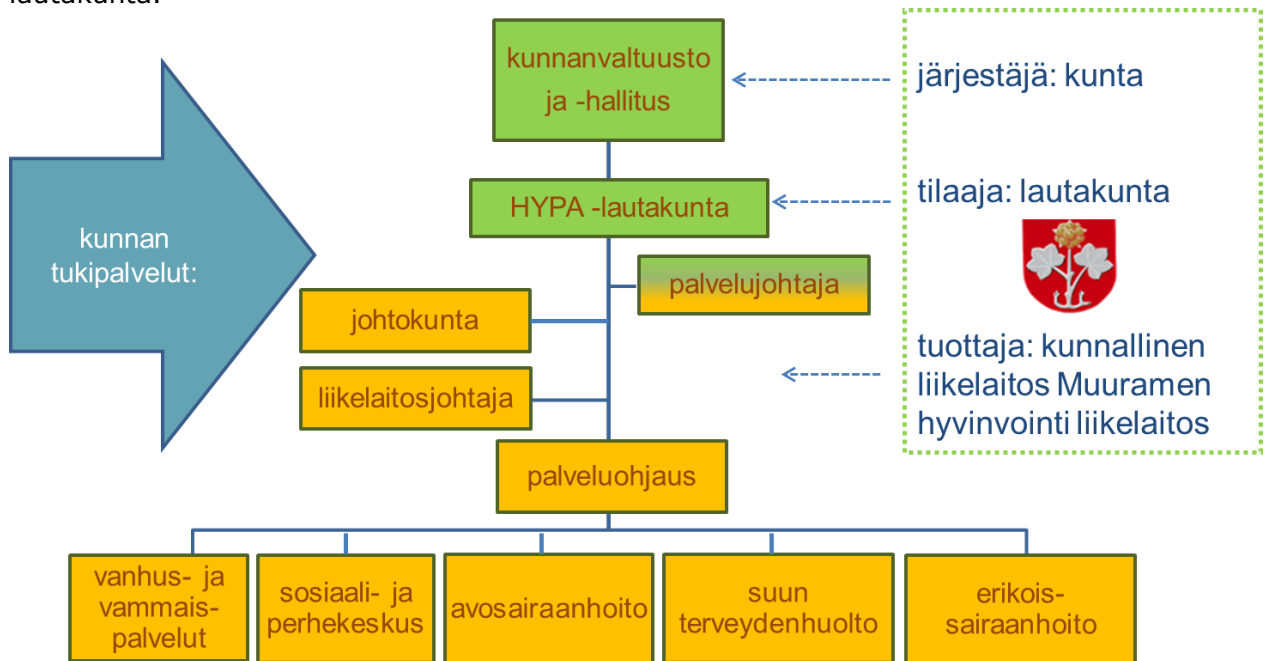 lautakunta.
kunnanvaltuusto
ja -hallitus
järjestäjä: kunta
HYPA -lautakunta
tilaaja: lautakunta
kunnan
tukipalvelut:
palvelujohtaja
johtokunta
liikelaitosjohtaja
tuottaja: kunnallinen
liikelaitos Muuramen
hyvinvointi liikelaitos
palveluohjaus
vanhus- ja
vammais-
palvelut
sosiaali- ja
perhekeskus
avosairaanhoito
suun
terveydenhuolto
erikois-
sairaanhoito